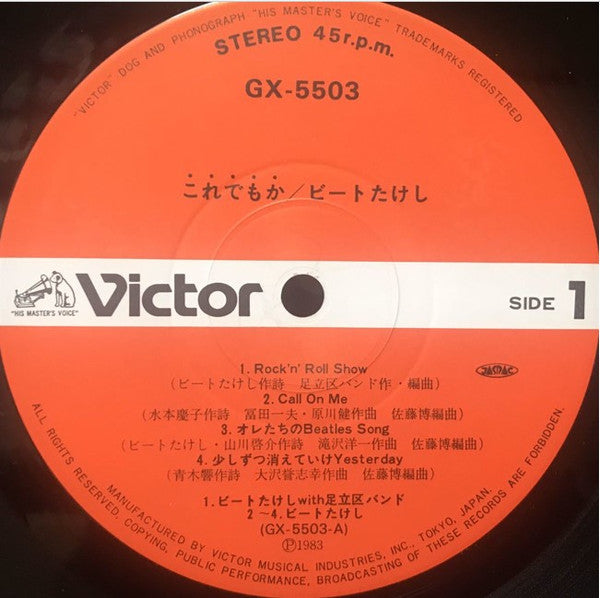 "VICTOR" DOG AND PHONOGRAPH "HIS MASTER'S VOICE" TRADEMARKS REGISTERED
STEREO 45r.p.m.
GX-5503
これでもか/ビートたけし
Victor
"HIS MASTER'S VOICE"
SIDE 1
1. Rock'n' Roll Show
(ビートたけし作詩 足立区バンド作・編曲)
JASRAC
2. Call On Me
(水本慶子作詩 冨田一夫・原川健作曲 佐藤博編曲)
3. オレたちのBeatles Song
(ビートたけし・山川啓介作詩 滝沢洋一作曲 佐藤博編曲)
4. 少しずつ消えていけYesterday
(青木響作詩 大沢誉志幸作曲 佐藤博編曲)
1. ビートたけしwith足立区バンド
2〜4. ビートたけし
(GX-5503-A)
Ⓟ1983
MANUFACTURED BY VICTOR MUSICAL INDUSTRIES, INC., TOKYO, JAPAN.
ALL RIGHTS RESERVED. COPYING, PUBLIC PERFORMANCE, BROADCASTING OF THESE RECORDS ARE FORBIDDEN.